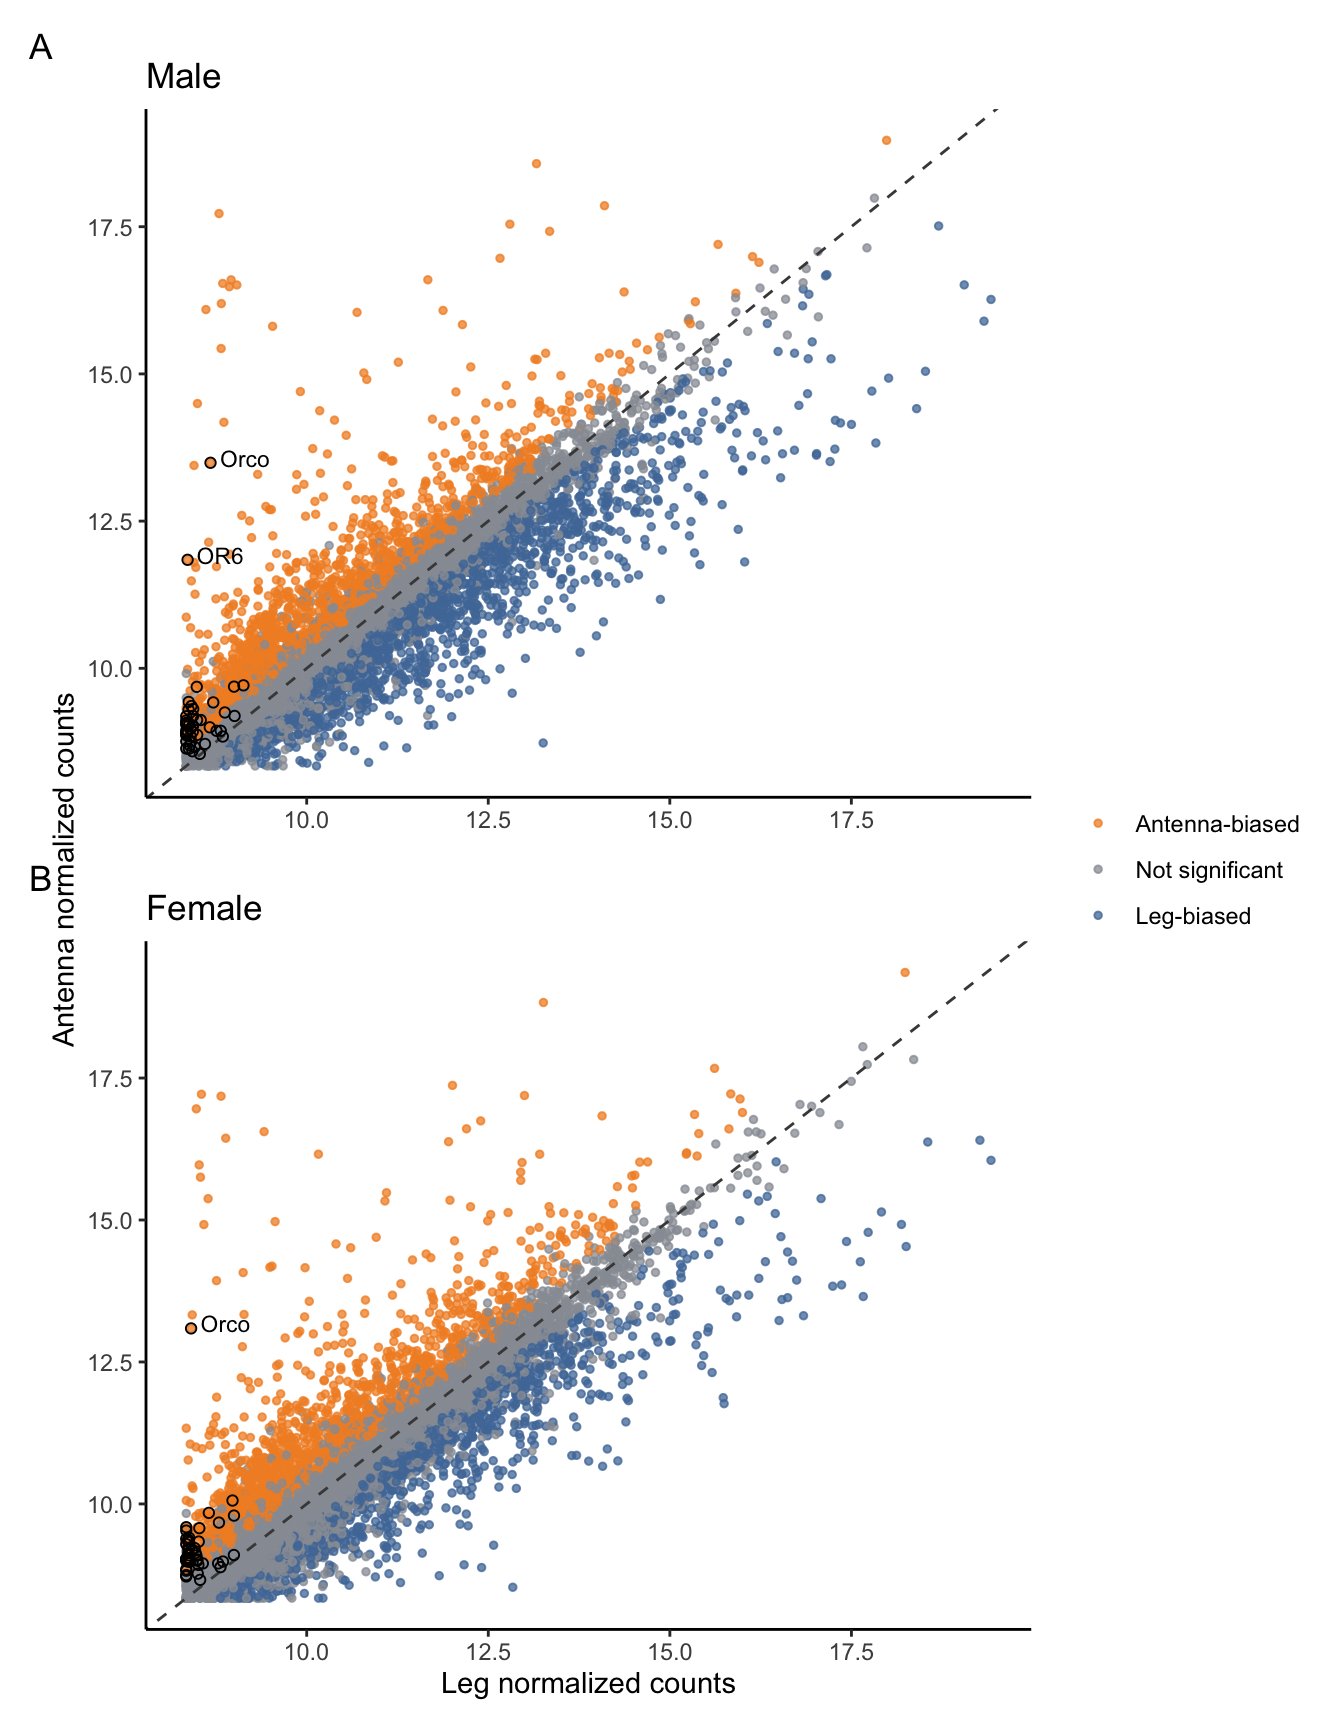 A
Male
17.5
15.0
12.5
10.0
Orco
OR6
10.0 12.5 15.0 17.5
Antenna normalized counts
Antenna-biased
Not significant
Leg-biased
B
Female
17.5
15.0
12.5
10.0
Orco
10.0 12.5 15.0 17.5
Leg normalized counts